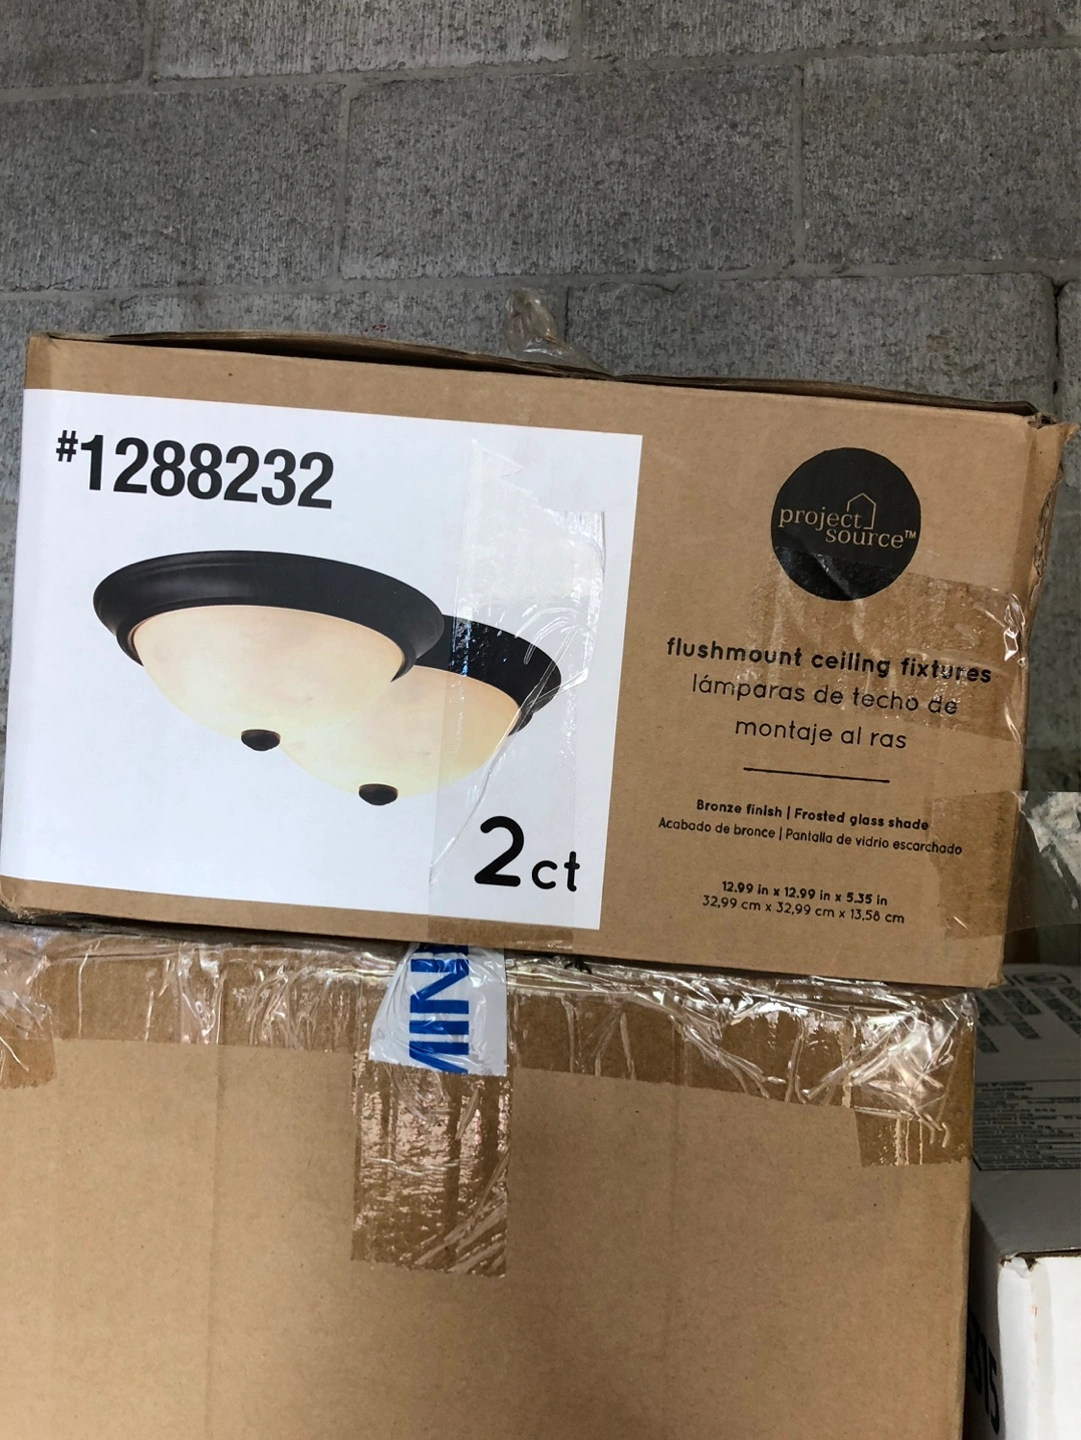 #1288232
2ct
project
source™
flushmount ceiling fixtures
lámparas de techo de
montaje al ras
Bronze finish | Frosted glass shade
Acabado de bronce | Pantalla de vidrio escarchado
12.99 in x 12.99 in x 5.35 in
32,99 cm x 32,99 cm x 13,58 cm